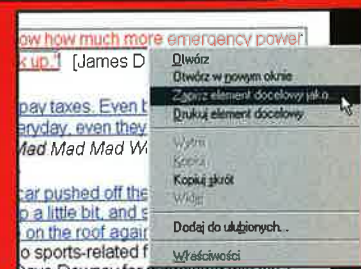 ow how much more emergency power
k up."] [James D
pay taxes. Even t
eryday, even they
Mad Mad Mad W
car pushed off the
o a little bit, and s
on the roof again
o sports-related f
Otwórz
Otwórz w nowym oknie
Zapisz element docelowy jako...
Drukuj element docelowy
Wytnij
Kopiuj
Kopiuj skrót
Wklej
Dodaj do ulubionych...
Właściwości